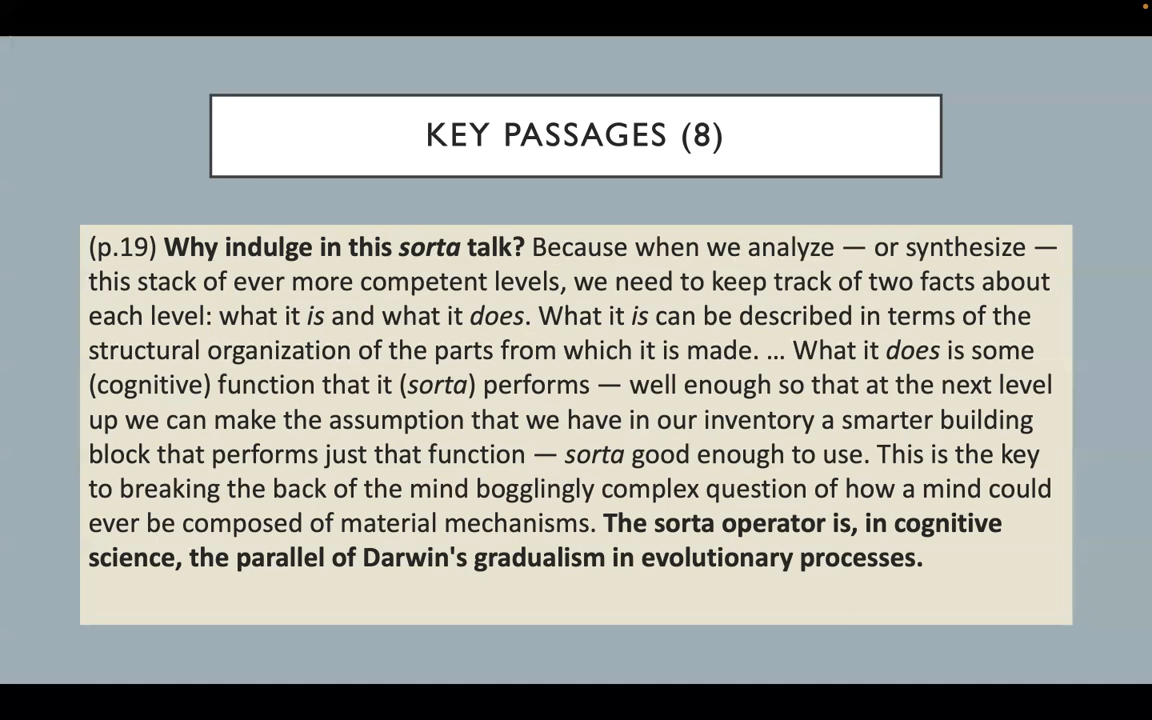 KEY PASSAGES (8)
(p.19) Why indulge in this sorta talk? Because when we analyze — or synthesize —
this stack of ever more competent levels, we need to keep track of two facts about
each level: what it is and what it does. What it is can be described in terms of the
structural organization of the parts from which it is made. ... What it does is some
(cognitive) function that it (sorta) performs — well enough so that at the next level
up we can make the assumption that we have in our inventory a smarter building
block that performs just that function — sorta good enough to use. This is the key
to breaking the back of the mind bogglingly complex question of how a mind could
ever be composed of material mechanisms. The sorta operator is, in cognitive
science, the parallel of Darwin's gradualism in evolutionary processes.